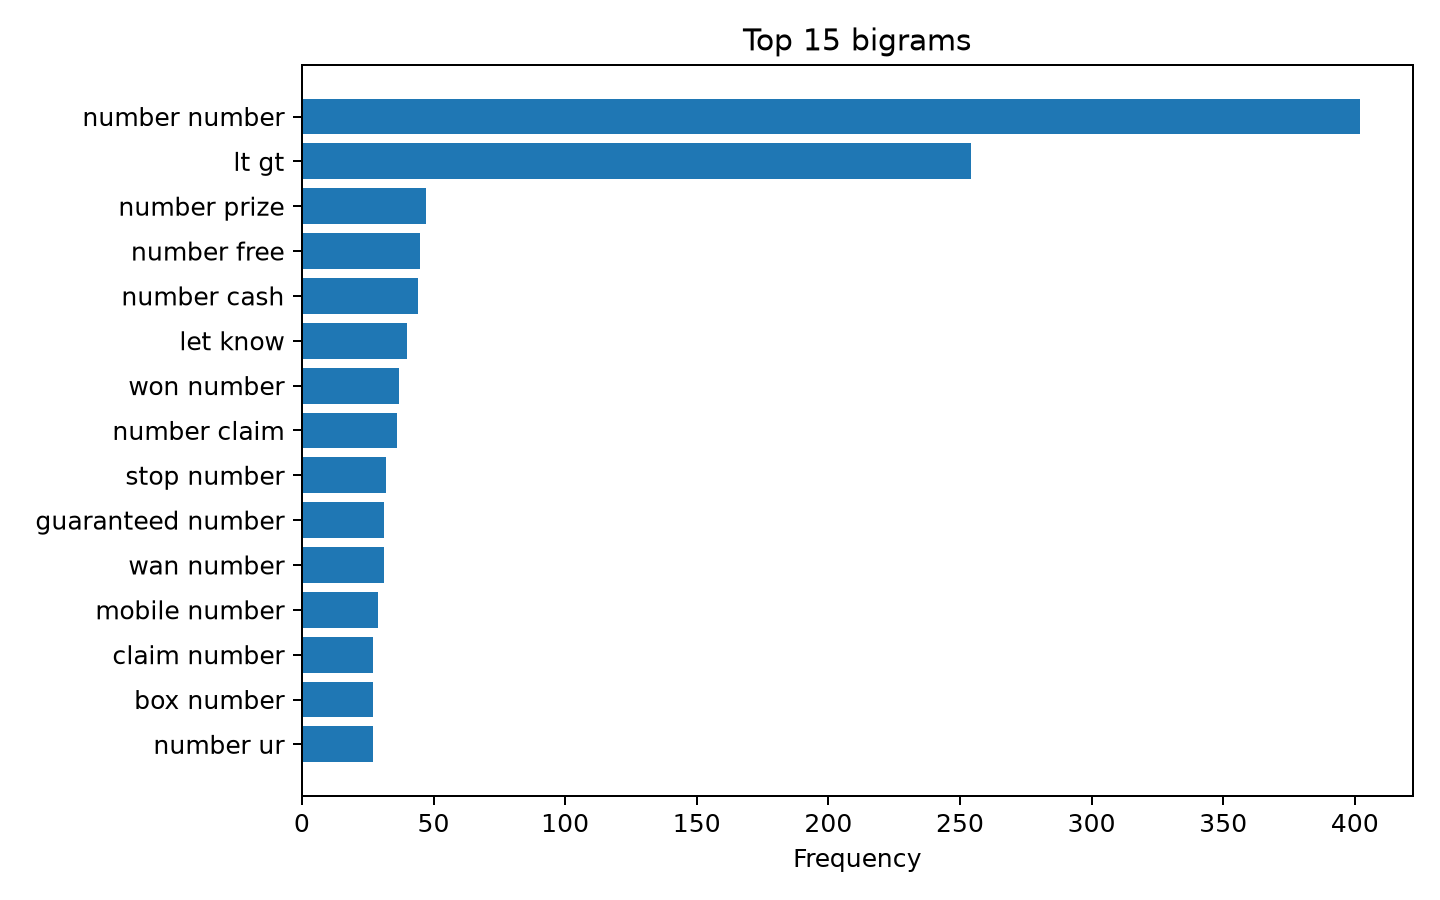 Top 15 bigrams
number number
lt gt
number prize
number free
number cash
let know
won number
number claim
stop number
guaranteed number
wan number
mobile number
claim number
box number
number ur
0 50 100 150 200 250 300 350 400
Frequency